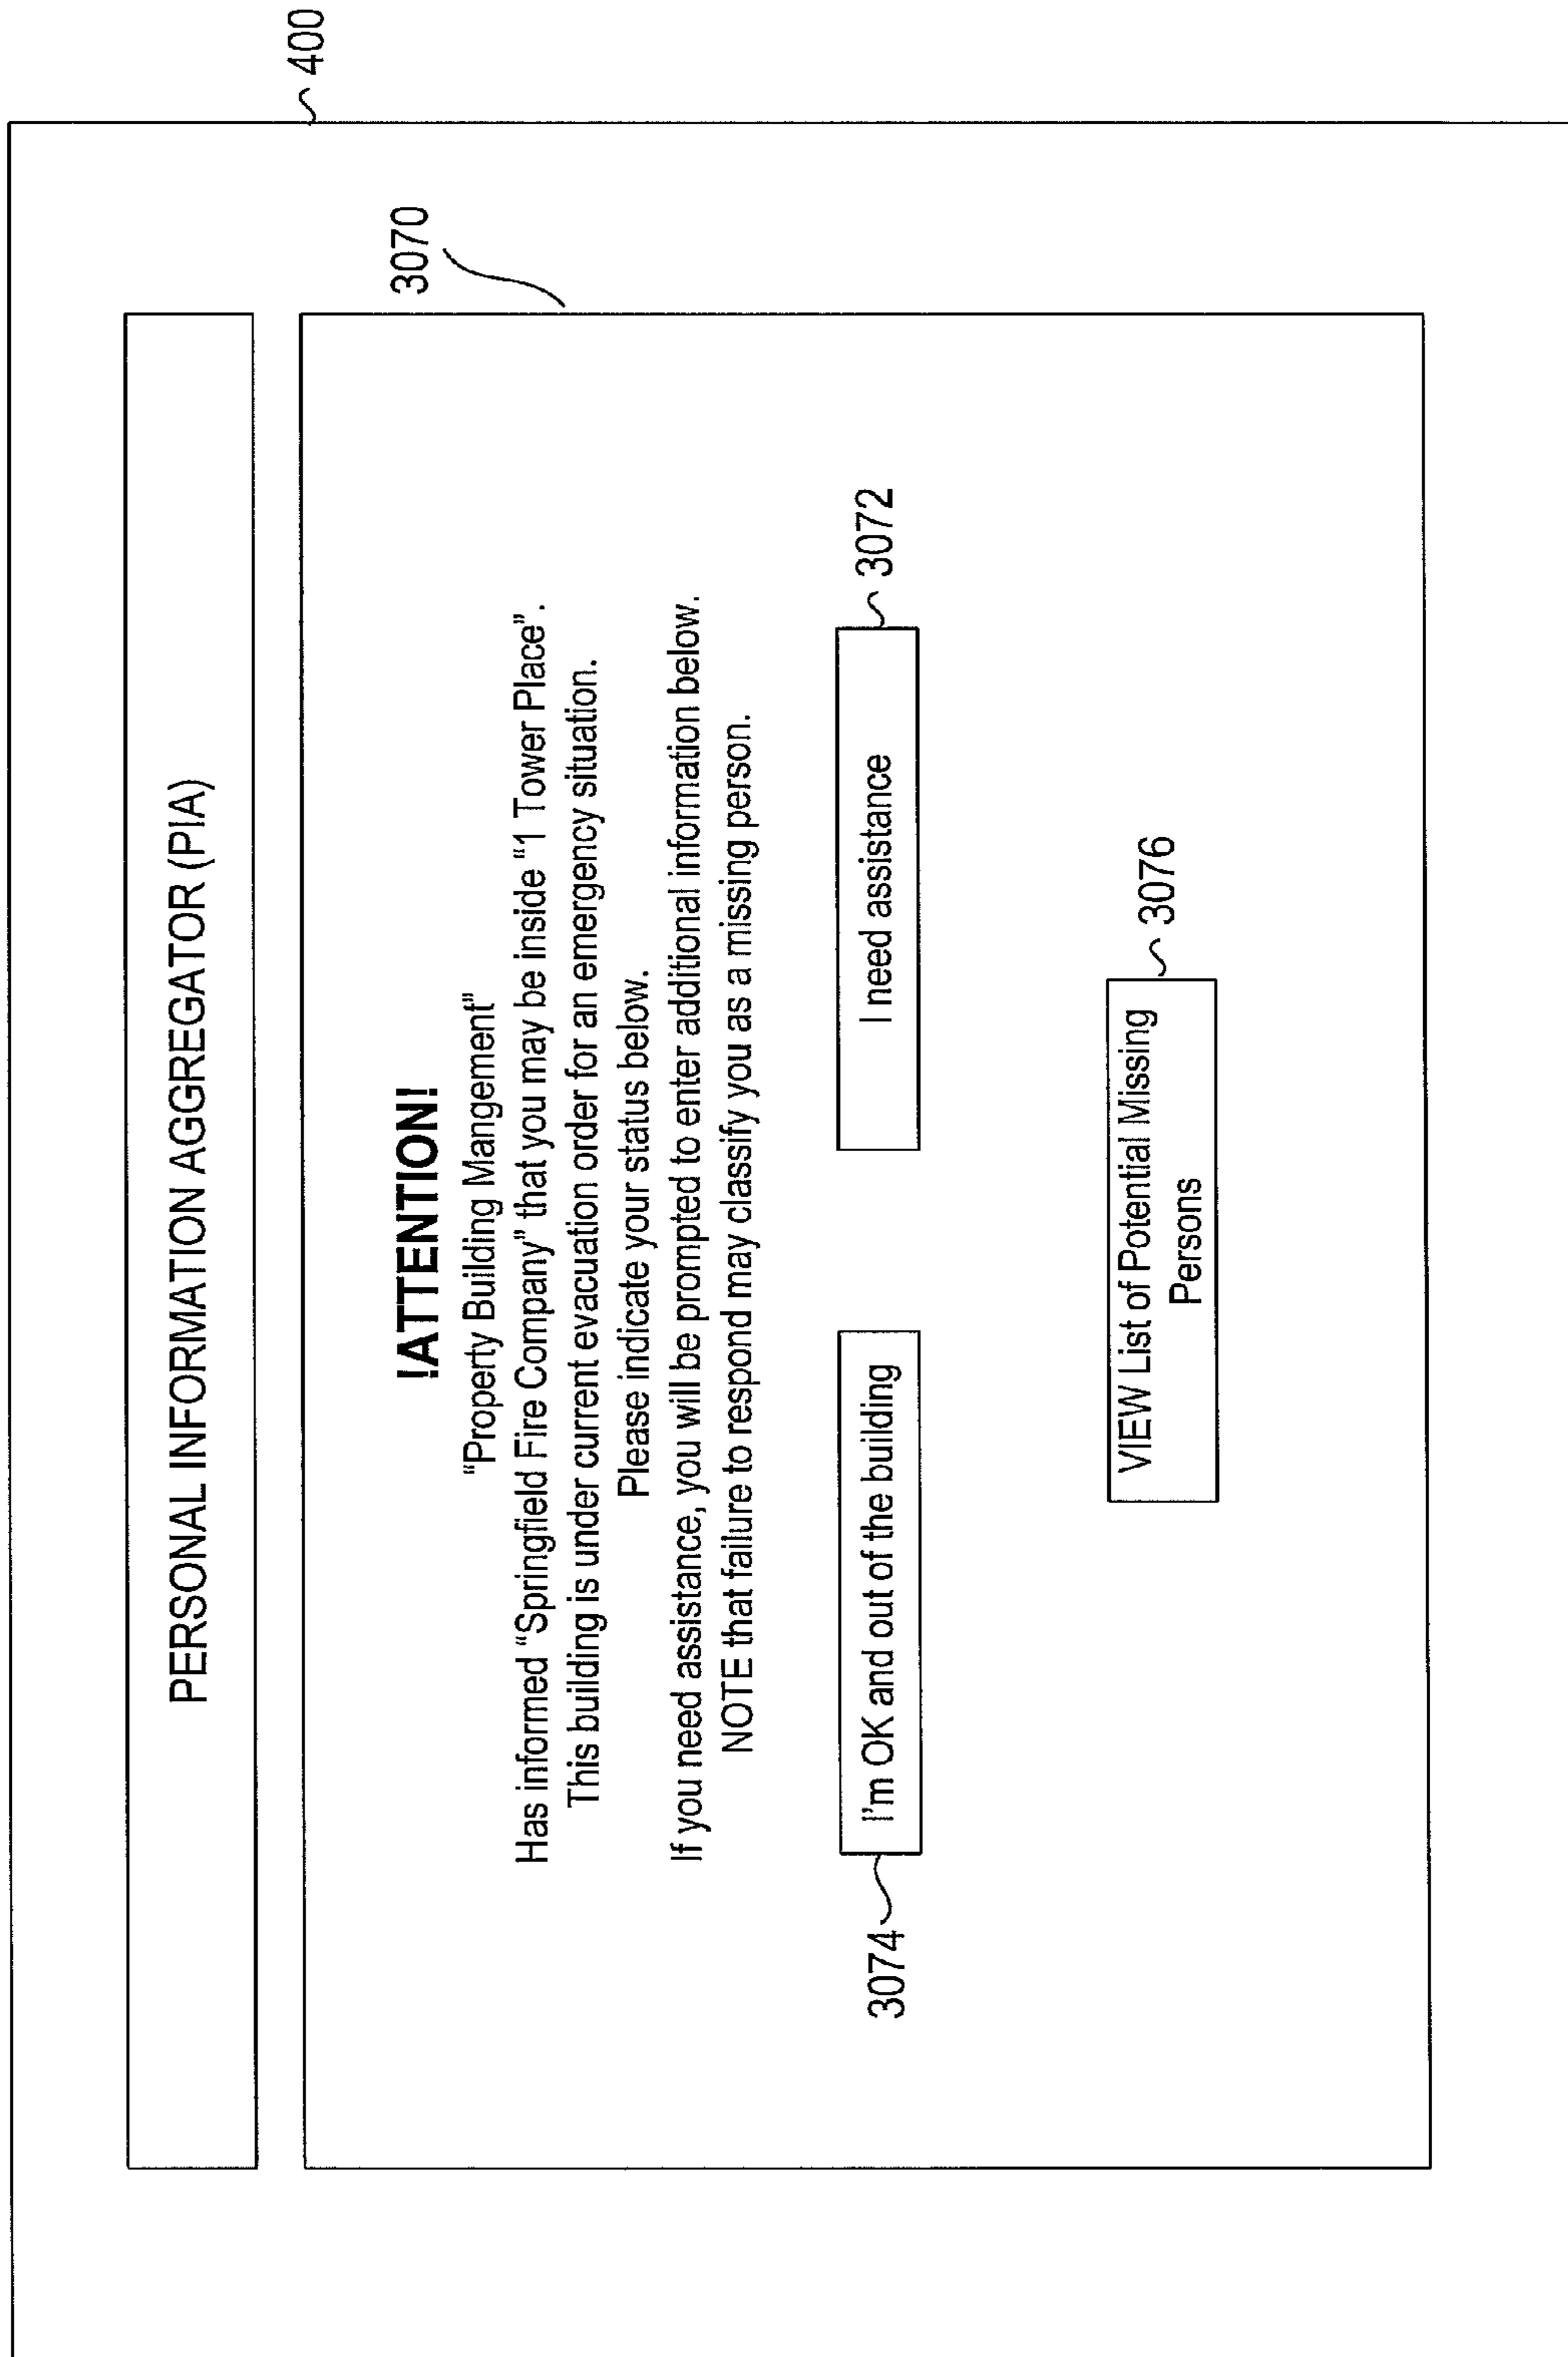 400
PERSONAL INFORMATION AGGREGATOR (PIA)
3070
!ATTENTION!
"Property Building Mangement"
Has informed "Springfield Fire Company" that you may be inside "1 Tower Place".
This building is under current evacuation order for an emergency situation.
Please indicate your status below.
If you need assistance, you will be prompted to enter additional information below.
NOTE that failure to respond may classify you as a missing person.
3074
I'm OK and out of the building
I need assistance
3072
VIEW List of Potential Missing
Persons
3076